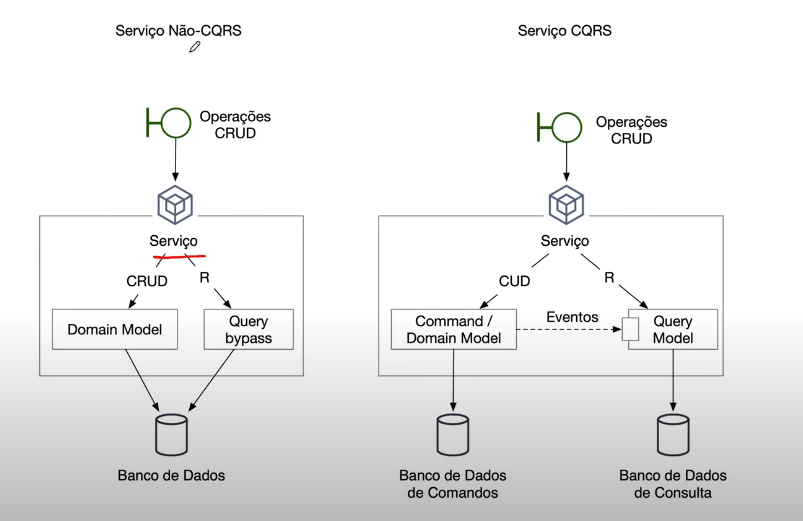 Serviço Não-CQRS
Serviço CQRS
Operações
CRUD
Operações
CRUD
Serviço
Serviço
CRUD
R
CUD
R
Domain Model
Query
bypass
Command /
Domain Model
Eventos
Query
Model
Banco de Dados
Banco de Dados
de Comandos
Banco de Dados
de Consulta